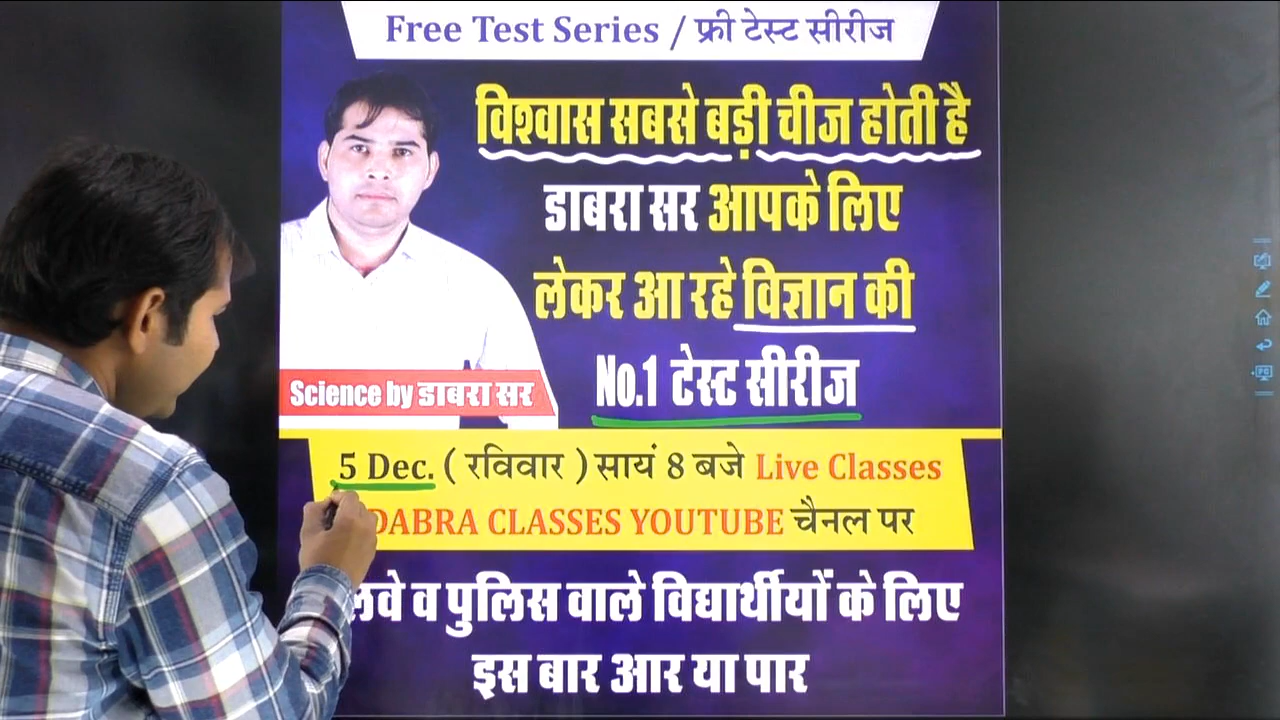 Free Test Series / फ्री टेस्ट सीरीज
विश्वास सबसे बड़ी चीज होती है
डाबरा सर आपके लिए
लेकर आ रहे विज्ञान की
No.1 टेस्ट सीरीज
Science by डाबरा सर
5 Dec. ( रविवार ) सायं 8 बजे Live Classes
DABRA CLASSES YOUTUBE चैनल पर
व पुलिस वाले विद्यार्थीयों के लिए
इस बार आर या पार
PC